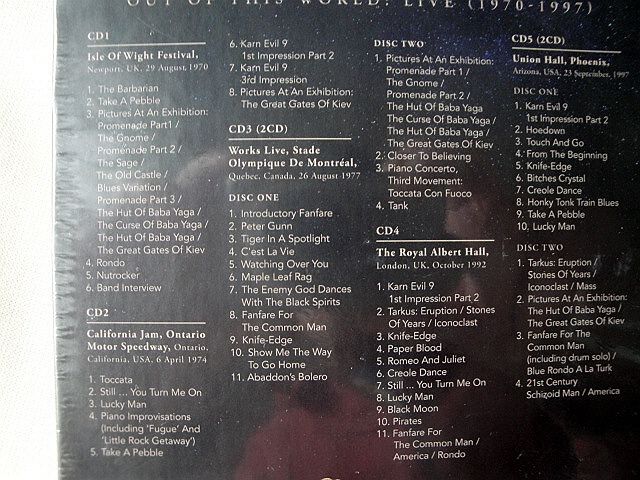 OUT OF THIS WORLD: LIVE (1970-1997)
CD1
Isle Of Wight Festival,
Newport, UK, 29 August, 1970
1. The Barbarian
2. Take A Pebble
3. Pictures At An Exhibition:
Promenade Part1 /
The Gnome /
Promenade Part 2 /
The Sage /
The Old Castle /
Blues Variation /
Promenade Part 3 /
The Hut Of Baba Yaga /
The Curse Of Baba Yaga /
The Hut Of Baba Yaga /
The Great Gates Of Kiev
4. Rondo
5. Nutrocker
6. Band Interview
CD2
California Jam, Ontario
Motor Speedway, Ontario,
California, USA, 6 April 1974
1. Toccata
2. Still ... You Turn Me On
3. Lucky Man
4. Piano Improvisations
(Including 'Fugue' And
'Little Rock Getaway')
5. Take A Pebble
6. Karn Evil 9
1st Impression Part 2
7. Karn Evil 9
3rd Impression
8. Pictures At An Exhibition:
The Great Gates Of Kiev
CD3 (2CD)
Works Live, Stade
Olympique De Montréal,
Quebec, Canada, 26 August 1977
DISC ONE
1. Introductory Fanfare
2. Peter Gunn
3. Tiger In A Spotlight
4. C'est La Vie
5. Watching Over You
6. Maple Leaf Rag
7. The Enemy God Dances
With The Black Spirits
8. Fanfare For
The Common Man
9. Knife-Edge
10. Show Me The Way
To Go Home
11. Abaddon's Bolero
DISC TWO
1. Pictures At An Exhibition:
Promenade Part 1 /
The Gnome /
Promenade Part 2 /
The Hut Of Baba Yaga
The Curse Of Baba Yaga /
The Hut Of Baba Yaga /
The Great Gates Of Kiev
2. Closer To Believing
3. Piano Concerto,
Third Movement:
Toccata Con Fuoco
4. Tank
CD4
The Royal Albert Hall,
London, UK, October 1992
1. Karn Evil 9
1st Impression Part 2
2. Tarkus: Eruption / Stones
Of Years / Iconoclast
3. Knife-Edge
4. Paper Blood
5. Romeo And Juliet
6. Creole Dance
7. Still ... You Turn Me On
8. Lucky Man
9. Black Moon
10. Pirates
11. Fanfare For
The Common Man /
America / Rondo
CD5 (2CD)
Union Hall, Phoenix,
Arizona, USA, 23 September, 1997
DISC ONE
1. Karn Evil 9
1st Impression Part 2
2. Hoedown
3. Touch And Go
4. From The Beginning
5. Knife-Edge
6. Bitches Crystal
7. Creole Dance
8. Honky Tonk Train Blues
9. Take A Pebble
10. Lucky Man
DISC TWO
1. Tarkus: Eruption /
Stones Of Years /
Iconoclast / Mass
2. Pictures At An Exhibition:
The Hut Of Baba Yaga /
The Great Gates Of Kiev
3. Fanfare For The
Common Man
(including drum solo) /
Blue Rondo A La Turk
4. 21st Century
Schizoid Man / America